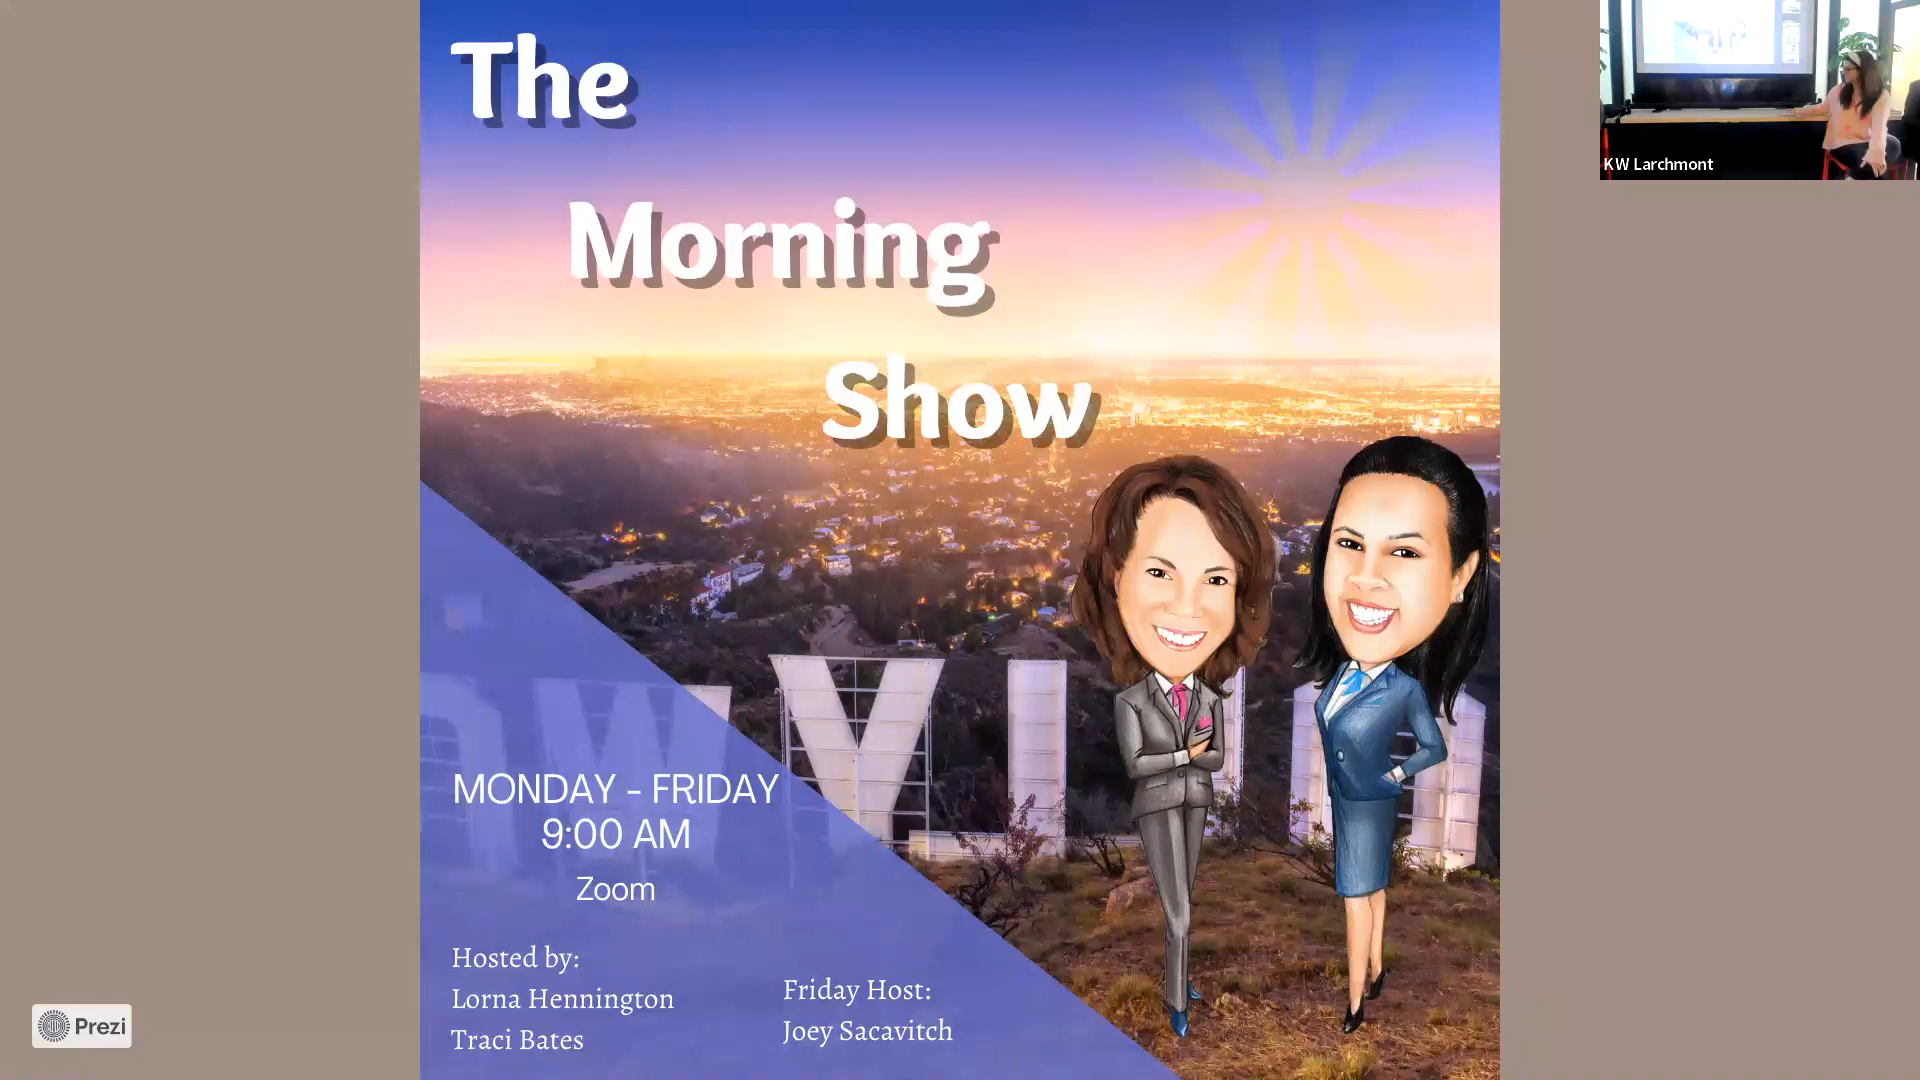 The
Morning
Show
MONDAY - FRIDAY
9:00 AM
Zoom
Hosted by:
Lorna Hennington
Traci Bates
Friday Host:
Joey Sacavitch
Prezi
KW Larchmont